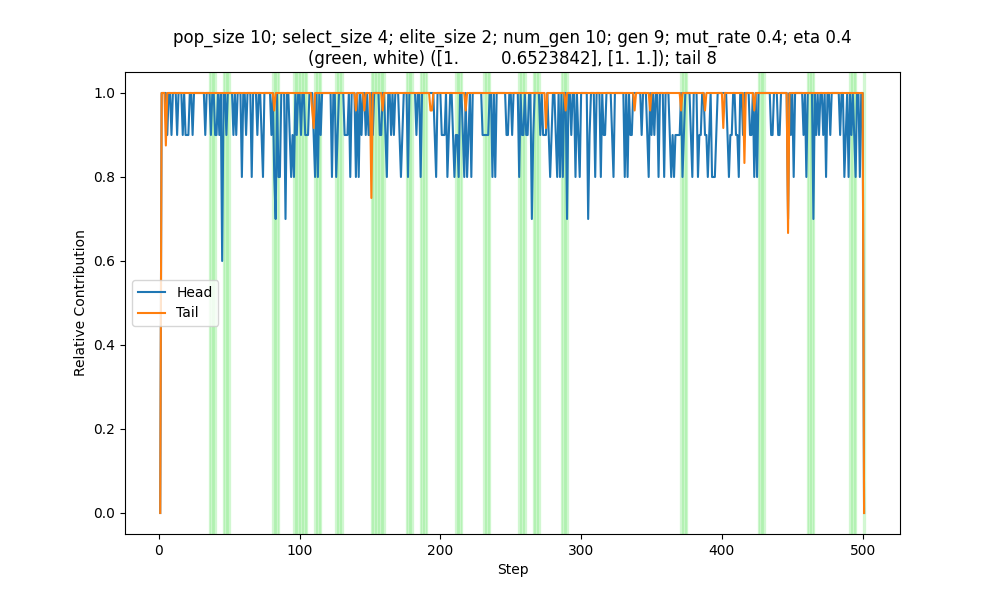 pop_size 10; select_size 4; elite_size 2; num_gen 10; gen 9; mut_rate 0.4; eta 0.4
(green, white) ([1.        0.6523842], [1. 1.]); tail 8
1.0
0.8
0.6
0.4
0.2
0.0
Relative Contribution
Head
Tail
0
100
200
300
400
500
Step